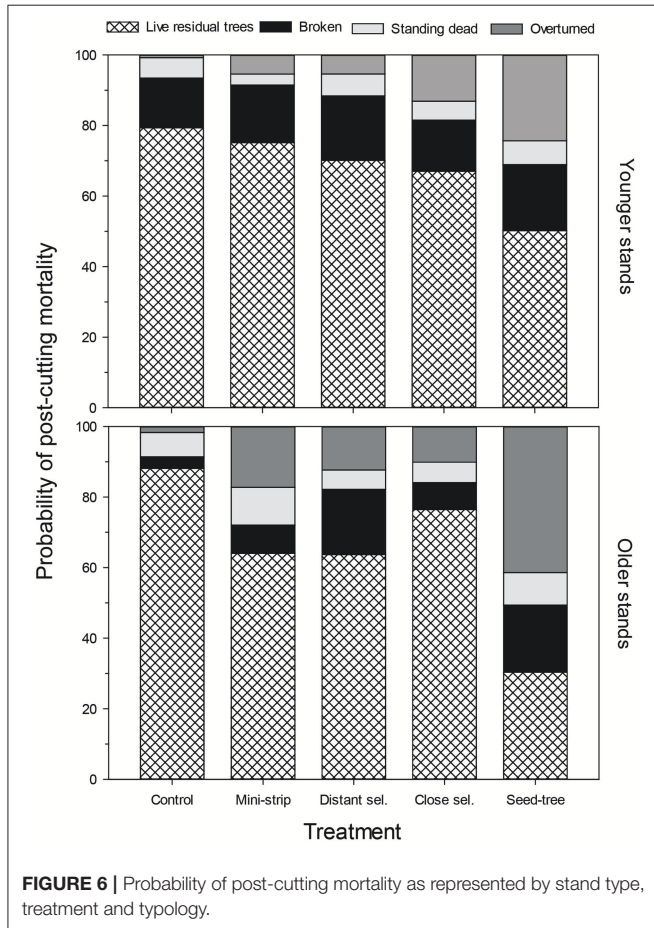 Live residual trees Broken Standing dead Overturned
Probability of post-cutting mortality
100
80
60
40
20
0
Younger stands
100
80
60
40
20
0
Older stands
Control Mini-strip Distant sel. Close sel. Seed-tree
Treatment
FIGURE 6 | Probability of post-cutting mortality as represented by stand type,
treatment and typology.